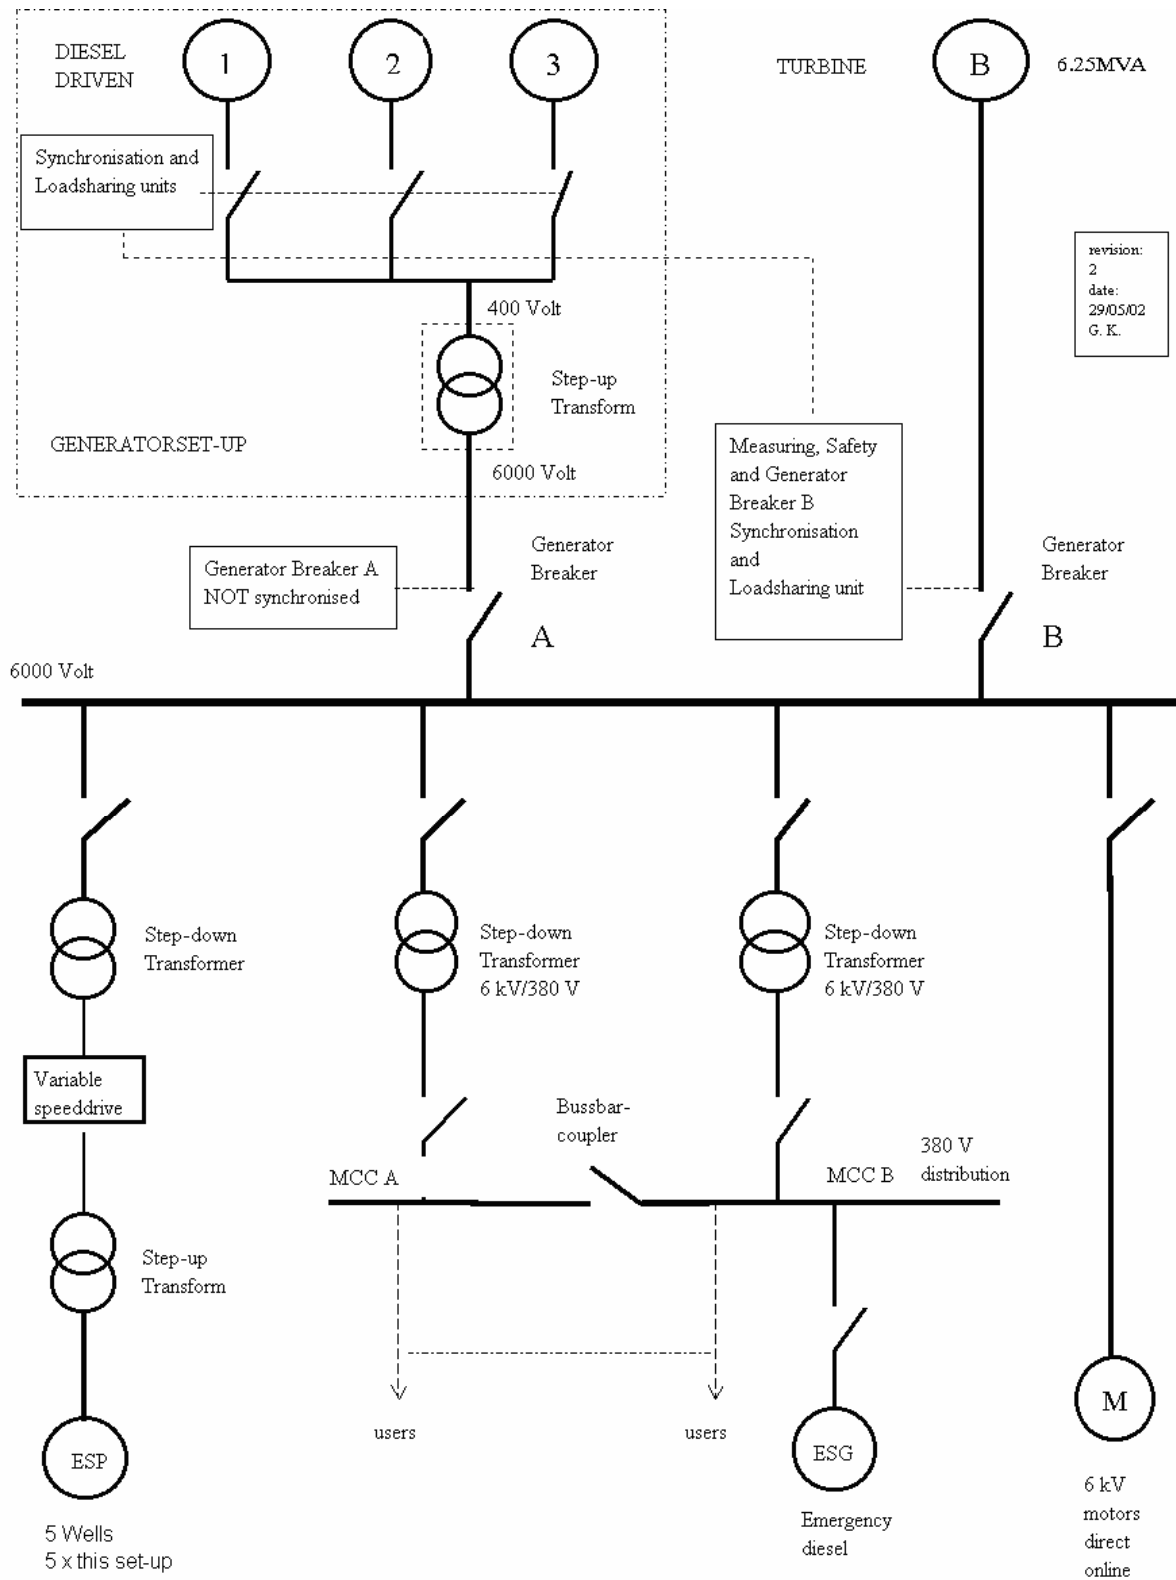 DIESEL
DRIVEN
1
2
3
TURBINE
B
6.25MVA
Synchronisation and
Loadsharing units
revision:
2
date:
29/05/02
G. K.
400 Volt
Step-up
Transform
GENERATORSET-UP
6000 Volt
Measuring, Safety
and Generator
Breaker B
Synchronisation
and
Loadsharing unit
Generator Breaker A
NOT synchronised
Generator
Breaker
A
Generator
Breaker
B
6000 Volt
Step-down
Transformer
Step-down
Transformer
6 kV/380 V
Step-down
Transformer
6 kV/380 V
Variable
speeddrive
Bussbar-
coupler
MCC A
MCC B
380 V
distribution
Step-up
Transform
users
users
ESP
ESG
M
5 Wells
5 x this set-up
Emergency
diesel
6 kV
motors
direct
online